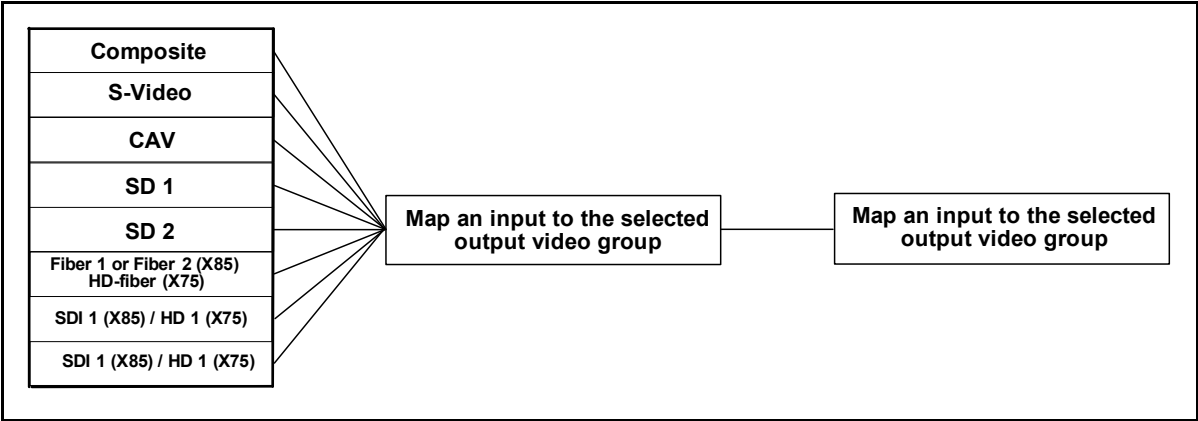 Composite
S-Video
CAV
SD 1
SD 2
Fiber 1 or Fiber 2 (X85)
HD-fiber (X75)
SDI 1 (X85) / HD 1 (X75)
SDI 1 (X85) / HD 1 (X75)
Map an input to the selected
output video group
Map an input to the selected
output video group